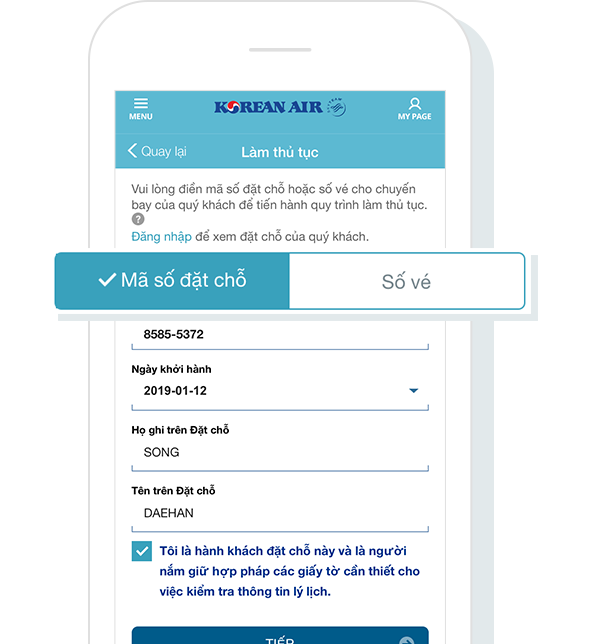 MENU
KOREAN AIR
MY PAGE
Quay lại
Làm thủ tục
Vui lòng điền mã số đặt chỗ hoặc số vé cho chuyến
bay của quý khách để tiến hành quy trình làm thủ tục.
?
Đăng nhập để xem đặt chỗ của quý khách.
Mã số đặt chỗ
Số vé
8585-5372
Ngày khởi hành
2019-01-12
Họ ghi trên Đặt chỗ
SONG
Tên trên Đặt chỗ
DAEHAN
Tôi là hành khách đặt chỗ này và là người
nắm giữ hợp pháp các giấy tờ cần thiết cho
việc kiểm tra thông tin lý lịch.
TIẾP